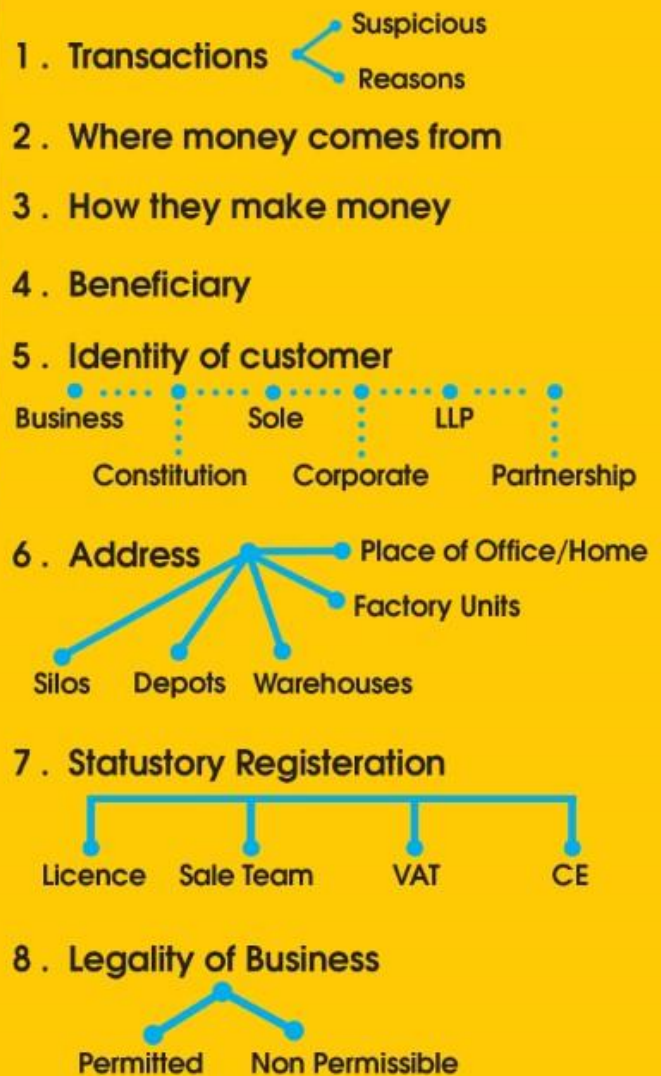 Suspicious
1 . Transactions
Reasons
2 . Where money comes from
3 . How they make money
4 . Beneficiary
5 . Identity of customer
Business Sole LLP
Constitution Corporate Partnership
6 . Address Place of Office/Home
Factory Units
Silos Depots Warehouses
7 . Statustory Registeration
Licence Sale Team VAT CE
8 . Legality of Business
Permitted Non Permissible